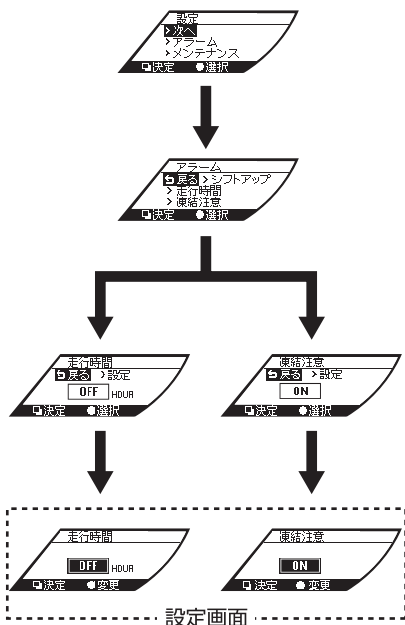 設定
>次へ
>アラーム
>メンテナンス
決定 選択
アラーム
戻る >シフトアップ
>走行時間
>凍結注意
決定 選択
走行時間
戻る >設定
OFF HOUR
決定 選択
凍結注意
戻る >設定
ON
決定 選択
走行時間
OFF HOUR
決定 変更
凍結注意
ON
決定 変更
設定画面